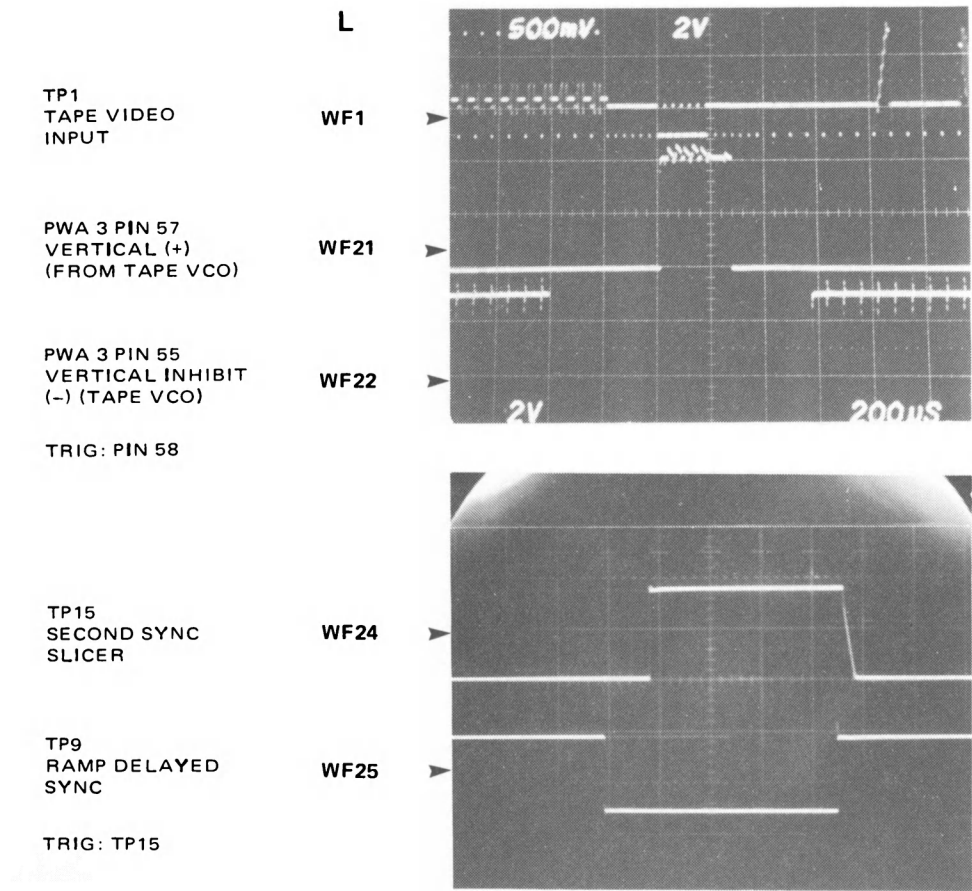 L
500mV. 2V
TP1
TAPE VIDEO
INPUT
WF1
PWA 3 PIN 57
VERTICAL (+)
(FROM TAPE VCO)
WF21
PWA 3 PIN 55
VERTICAL INHIBIT
(–) (TAPE VCO)
WF22
2V 200µS
TRIG: PIN 58
TP15
SECOND SYNC
SLICER
WF24
TP9
RAMP DELAYED
SYNC
WF25
TRIG: TP15